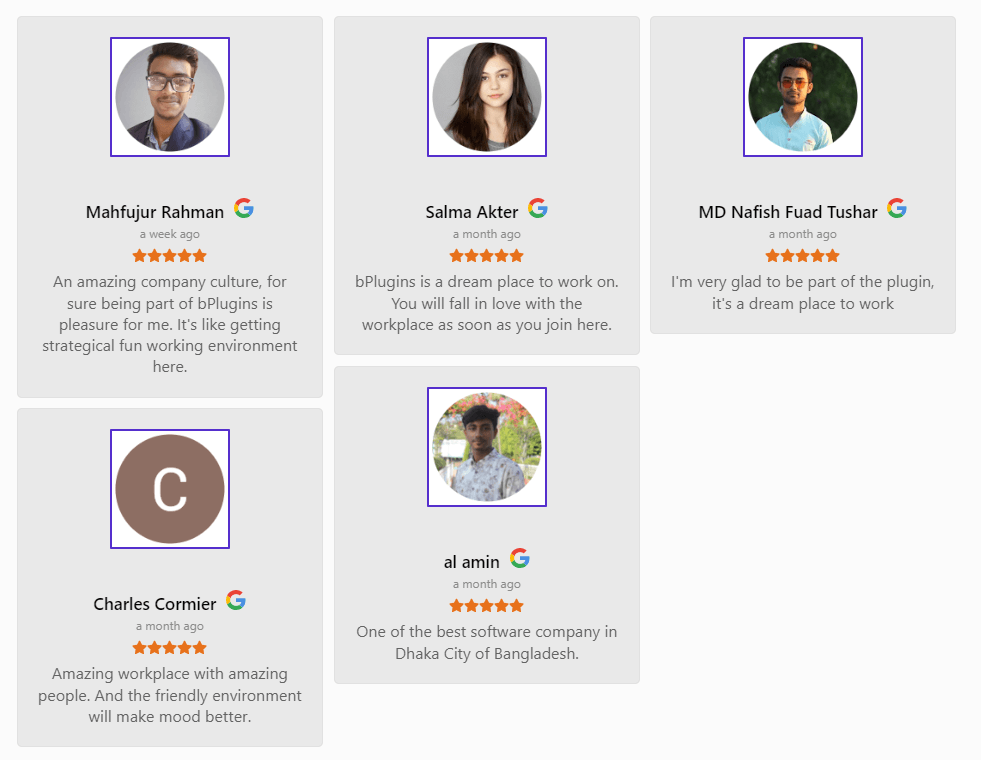 Mahfujur Rahman
a week ago
An amazing company culture, for
sure being part of bPlugins is
pleasure for me. It's like getting
strategical fun working environment
here.
Salma Akter
a month ago
bPlugins is a dream place to work on.
You will fall in love with the
workplace as soon as you join here.
MD Nafish Fuad Tushar
a month ago
I'm very glad to be part of the plugin,
it's a dream place to work
C
Charles Cormier
a month ago
Amazing workplace with amazing
people. And the friendly environment
will make mood better.
al amin
a month ago
One of the best software company in
Dhaka City of Bangladesh.